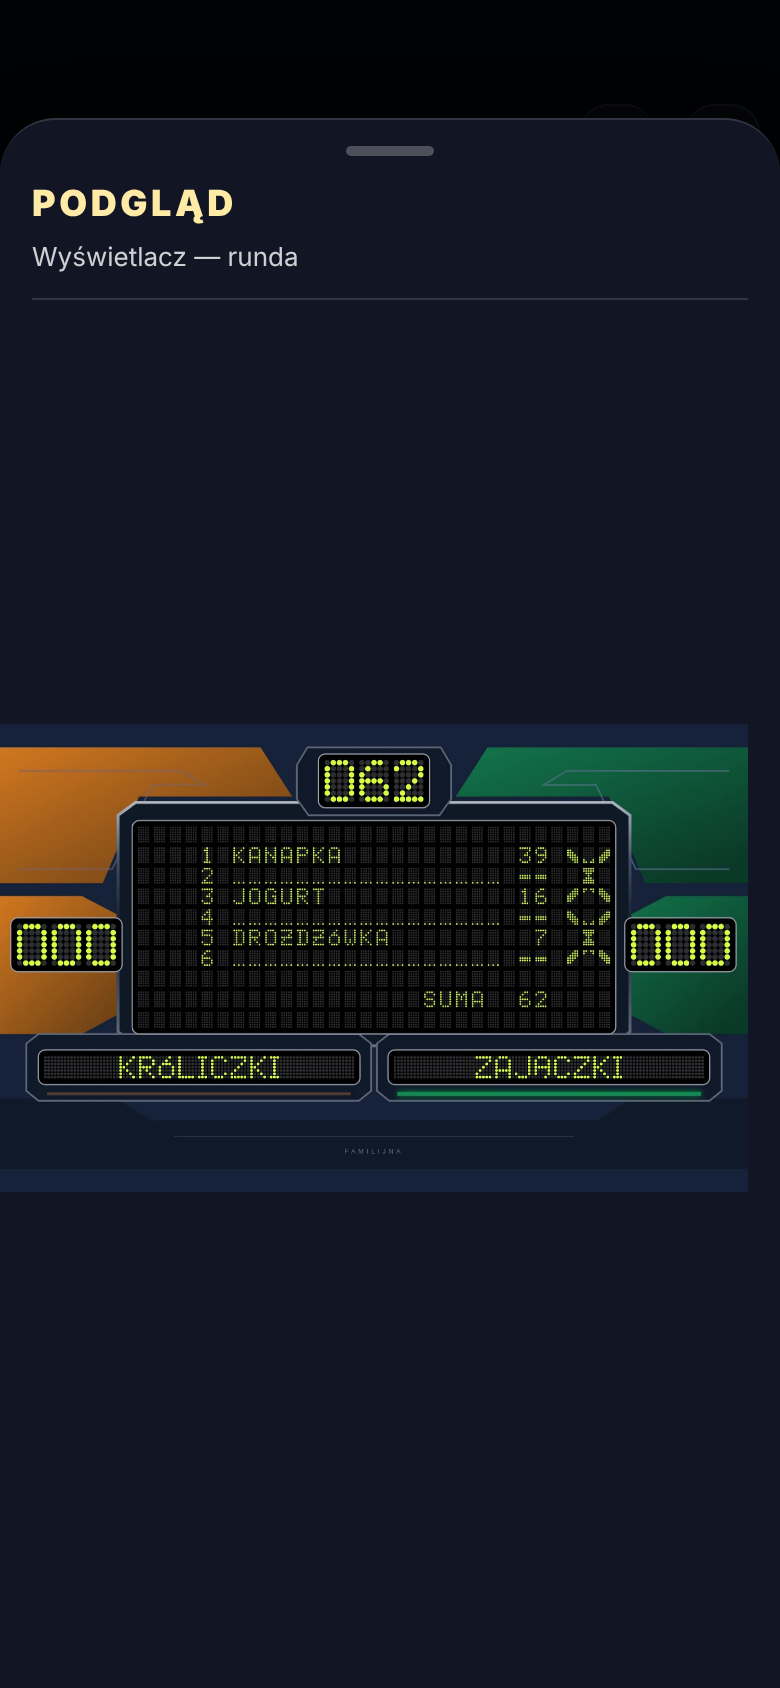 PODGLĄD
Wyświetlacz — runda
062
1 KANAPKA 39
2 ……………………………… --
3 JOGURT 16
4 ……………………………… --
5 DROŻDŻÓWKA 7
6 ……………………………… --
SUMA 62
000 000
KRÓLICZKI ZAJĄCZKI
FAMILIJNA